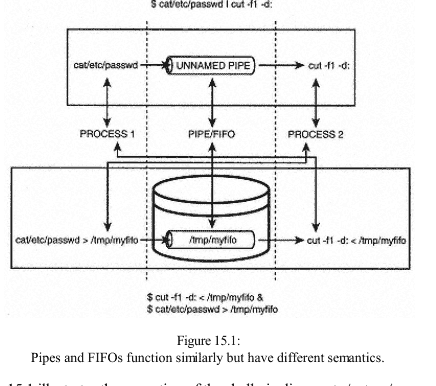 $ cat/etc/passwd | cut -f1 -d:
cat/etc/passwd
UNNAMED PIPE
cut -f1 -d:
PROCESS 1
PIPE/FIFO
PROCESS 2
cat/etc/passwd > /tmp/myfifo
/tmp/myfifo
cut -f1 -d: < /tmp/myfifo
$ cut -f1 -d: < /tmp/myfifo &
$ cat/etc/passwd > /tmp/myfifo
Figure 15.1:
Pipes and FIFOs function similarly but have different semantics.